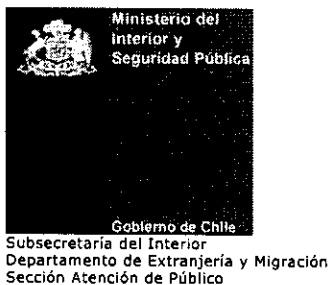 Ministerio del
Interior y
Seguridad Pública
Gobierno de Chile
Subsecretaría del Interior
Departamento de Extranjería y Migración
Sección Atención de Público